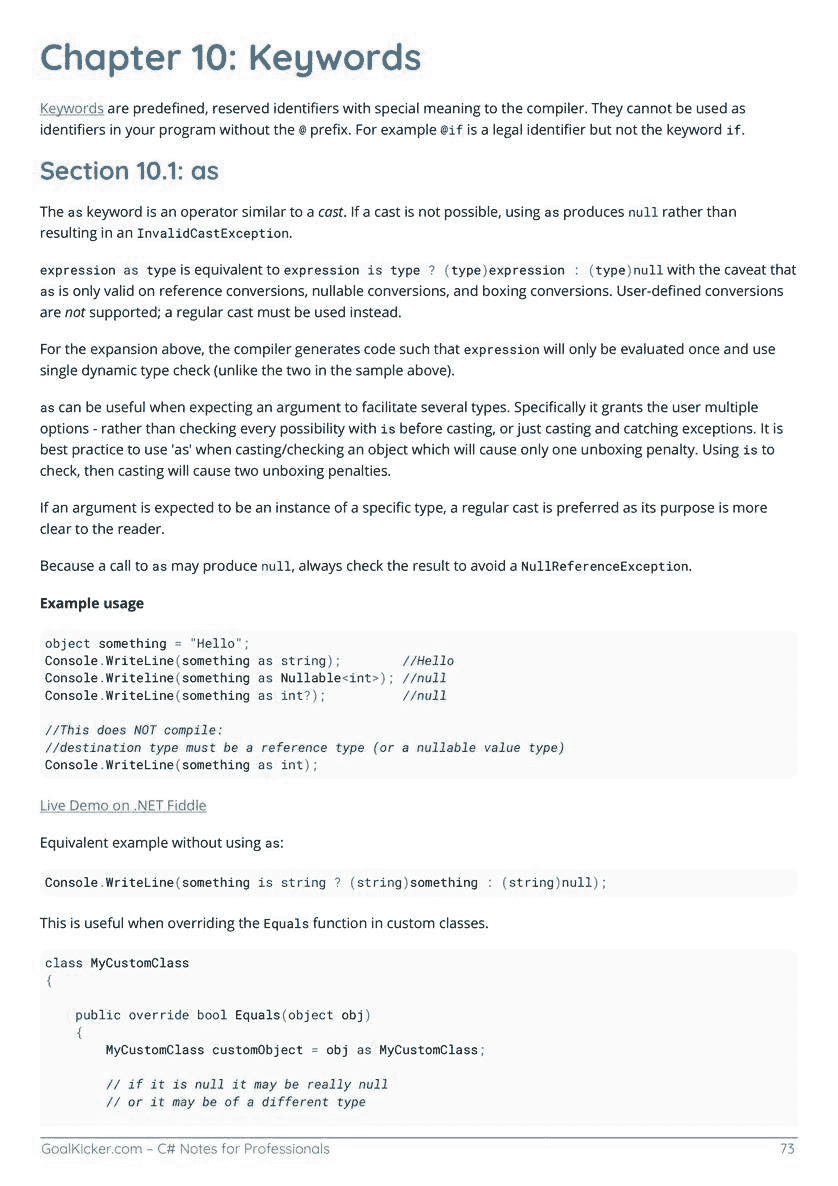 Chapter 10: Keywords
Keywords are predefined, reserved identifiers with special meaning to the compiler. They cannot be used as
identifiers in your program without the @ prefix. For example @if is a legal identifier but not the keyword if.
Section 10.1: as
The as keyword is an operator similar to a cast. If a cast is not possible, using as produces null rather than
resulting in an InvalidCastException.
expression as type is equivalent to expression is type ? (type)expression : (type)null with the caveat that
as is only valid on reference conversions, nullable conversions, and boxing conversions. User-defined conversions
are not supported; a regular cast must be used instead.
For the expansion above, the compiler generates code such that expression will only be evaluated once and use
single dynamic type check (unlike the two in the sample above).
as can be useful when expecting an argument to facilitate several types. Specifically it grants the user multiple
options - rather than checking every possibility with is before casting, or just casting and catching exceptions. It is
best practice to use 'as' when casting/checking an object which will cause only one unboxing penalty. Using is to
check, then casting will cause two unboxing penalties.
If an argument is expected to be an instance of a specific type, a regular cast is preferred as its purpose is more
clear to the reader.
Because a call to as may produce null, always check the result to avoid a NullReferenceException.
Example usage
object something = "Hello";
Console.WriteLine(something as string);        //Hello
Console.Writeline(something as Nullable<int>); //null
Console.WriteLine(something as int?);          //null
//This does NOT compile:
//destination type must be a reference type (or a nullable value type)
Console.WriteLine(something as int);
Live Demo on .NET Fiddle
Equivalent example without using as:
Console.WriteLine(something is string ? (string)something : (string)null);
This is useful when overriding the Equals function in custom classes.
class MyCustomClass
{
    public override bool Equals(object obj)
    {
        MyCustomClass customObject = obj as MyCustomClass;
        // if it is null it may be really null
        // or it may be of a different type
GoalKicker.com – C# Notes for Professionals 73